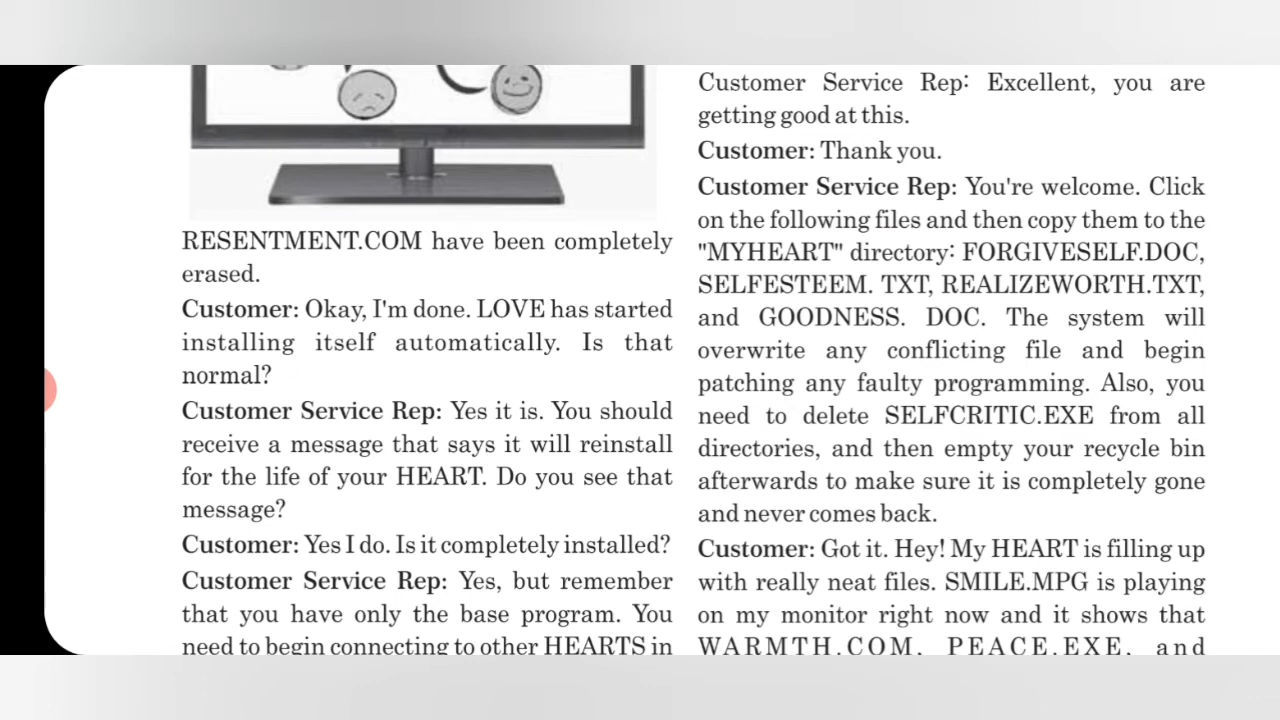 RESENTMENT.COM have been completely
erased.
Customer: Okay, I'm done. LOVE has started
installing itself automatically. Is that
normal?
Customer Service Rep: Yes it is. You should
receive a message that says it will reinstall
for the life of your HEART. Do you see that
message?
Customer: Yes I do. Is it completely installed?
Customer Service Rep: Yes, but remember
that you have only the base program. You
need to begin connecting to other HEARTS in
Customer Service Rep: Excellent, you are
getting good at this.
Customer: Thank you.
Customer Service Rep: You're welcome. Click
on the following files and then copy them to the
"MYHEART" directory: FORGIVESELF.DOC,
SELFESTEEM. TXT, REALIZEWORTH.TXT,
and GOODNESS. DOC. The system will
overwrite any conflicting file and begin
patching any faulty programming. Also, you
need to delete SELFCRITIC.EXE from all
directories, and then empty your recycle bin
afterwards to make sure it is completely gone
and never comes back.
Customer: Got it. Hey! My HEART is filling up
with really neat files. SMILE.MPG is playing
on my monitor right now and it shows that
WARMTH.COM, PEACE.EXE, and